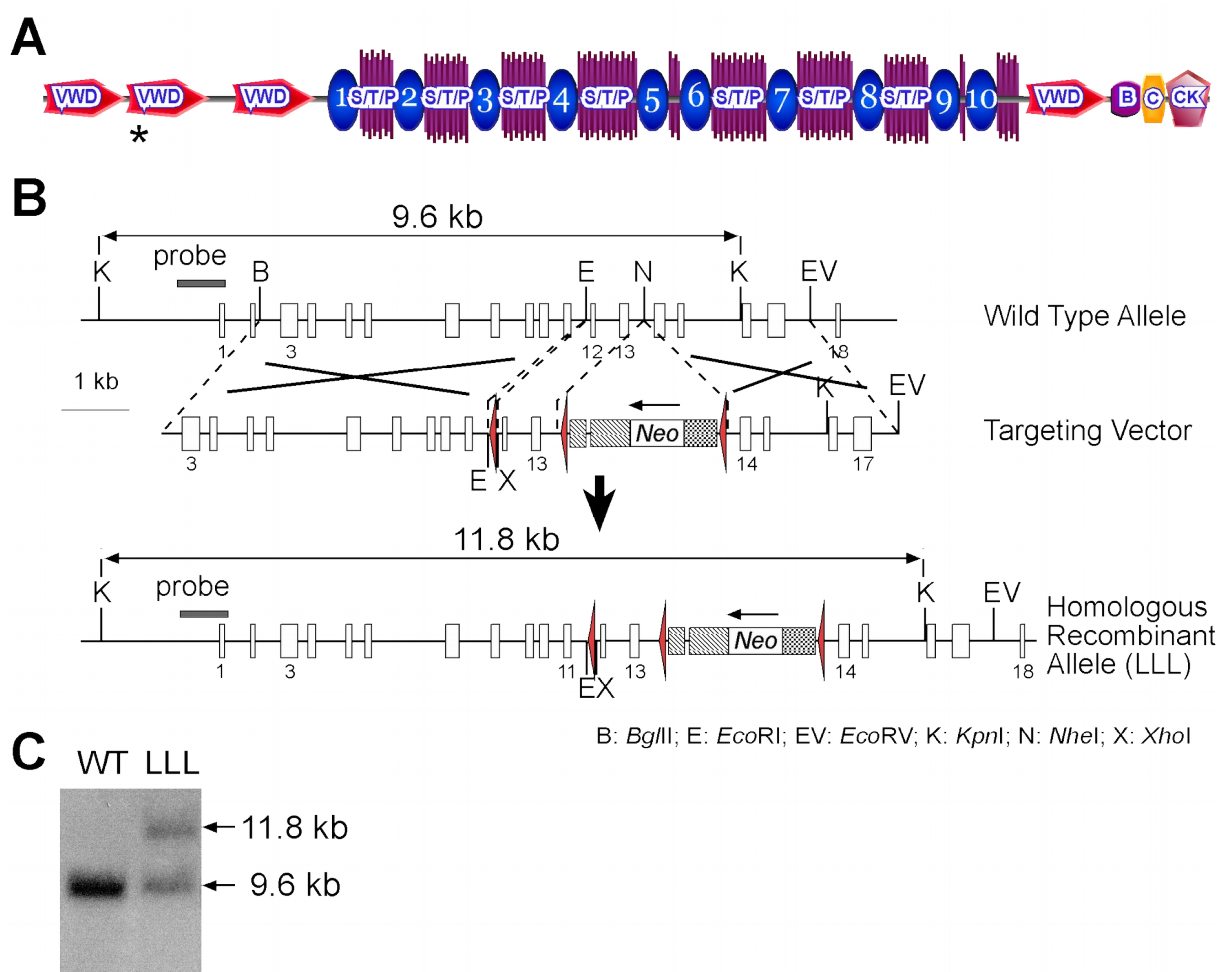 A
VWD VWD VWD 1 S/T/P 2 S/T/P 3 S/T/P 4 S/T/P 5 6 S/T/P 7 S/T/P 8 S/T/P 9 10 VWD B C CK
*
B
9.6 kb
probe
K B E N K EV
Wild Type Allele
1 3 12 13 18
1 kb
K EV
Neo
Targeting Vector
3 13 14 17
E X
11.8 kb
K probe K EV
Neo
Homologous
Recombinant
Allele (LLL)
1 3 11 13 14 18
EX
B: BglII; E: EcoRI; EV: EcoRV; K: KpnI; N: NheI; X: XhoI
C
WT LLL
11.8 kb
9.6 kb